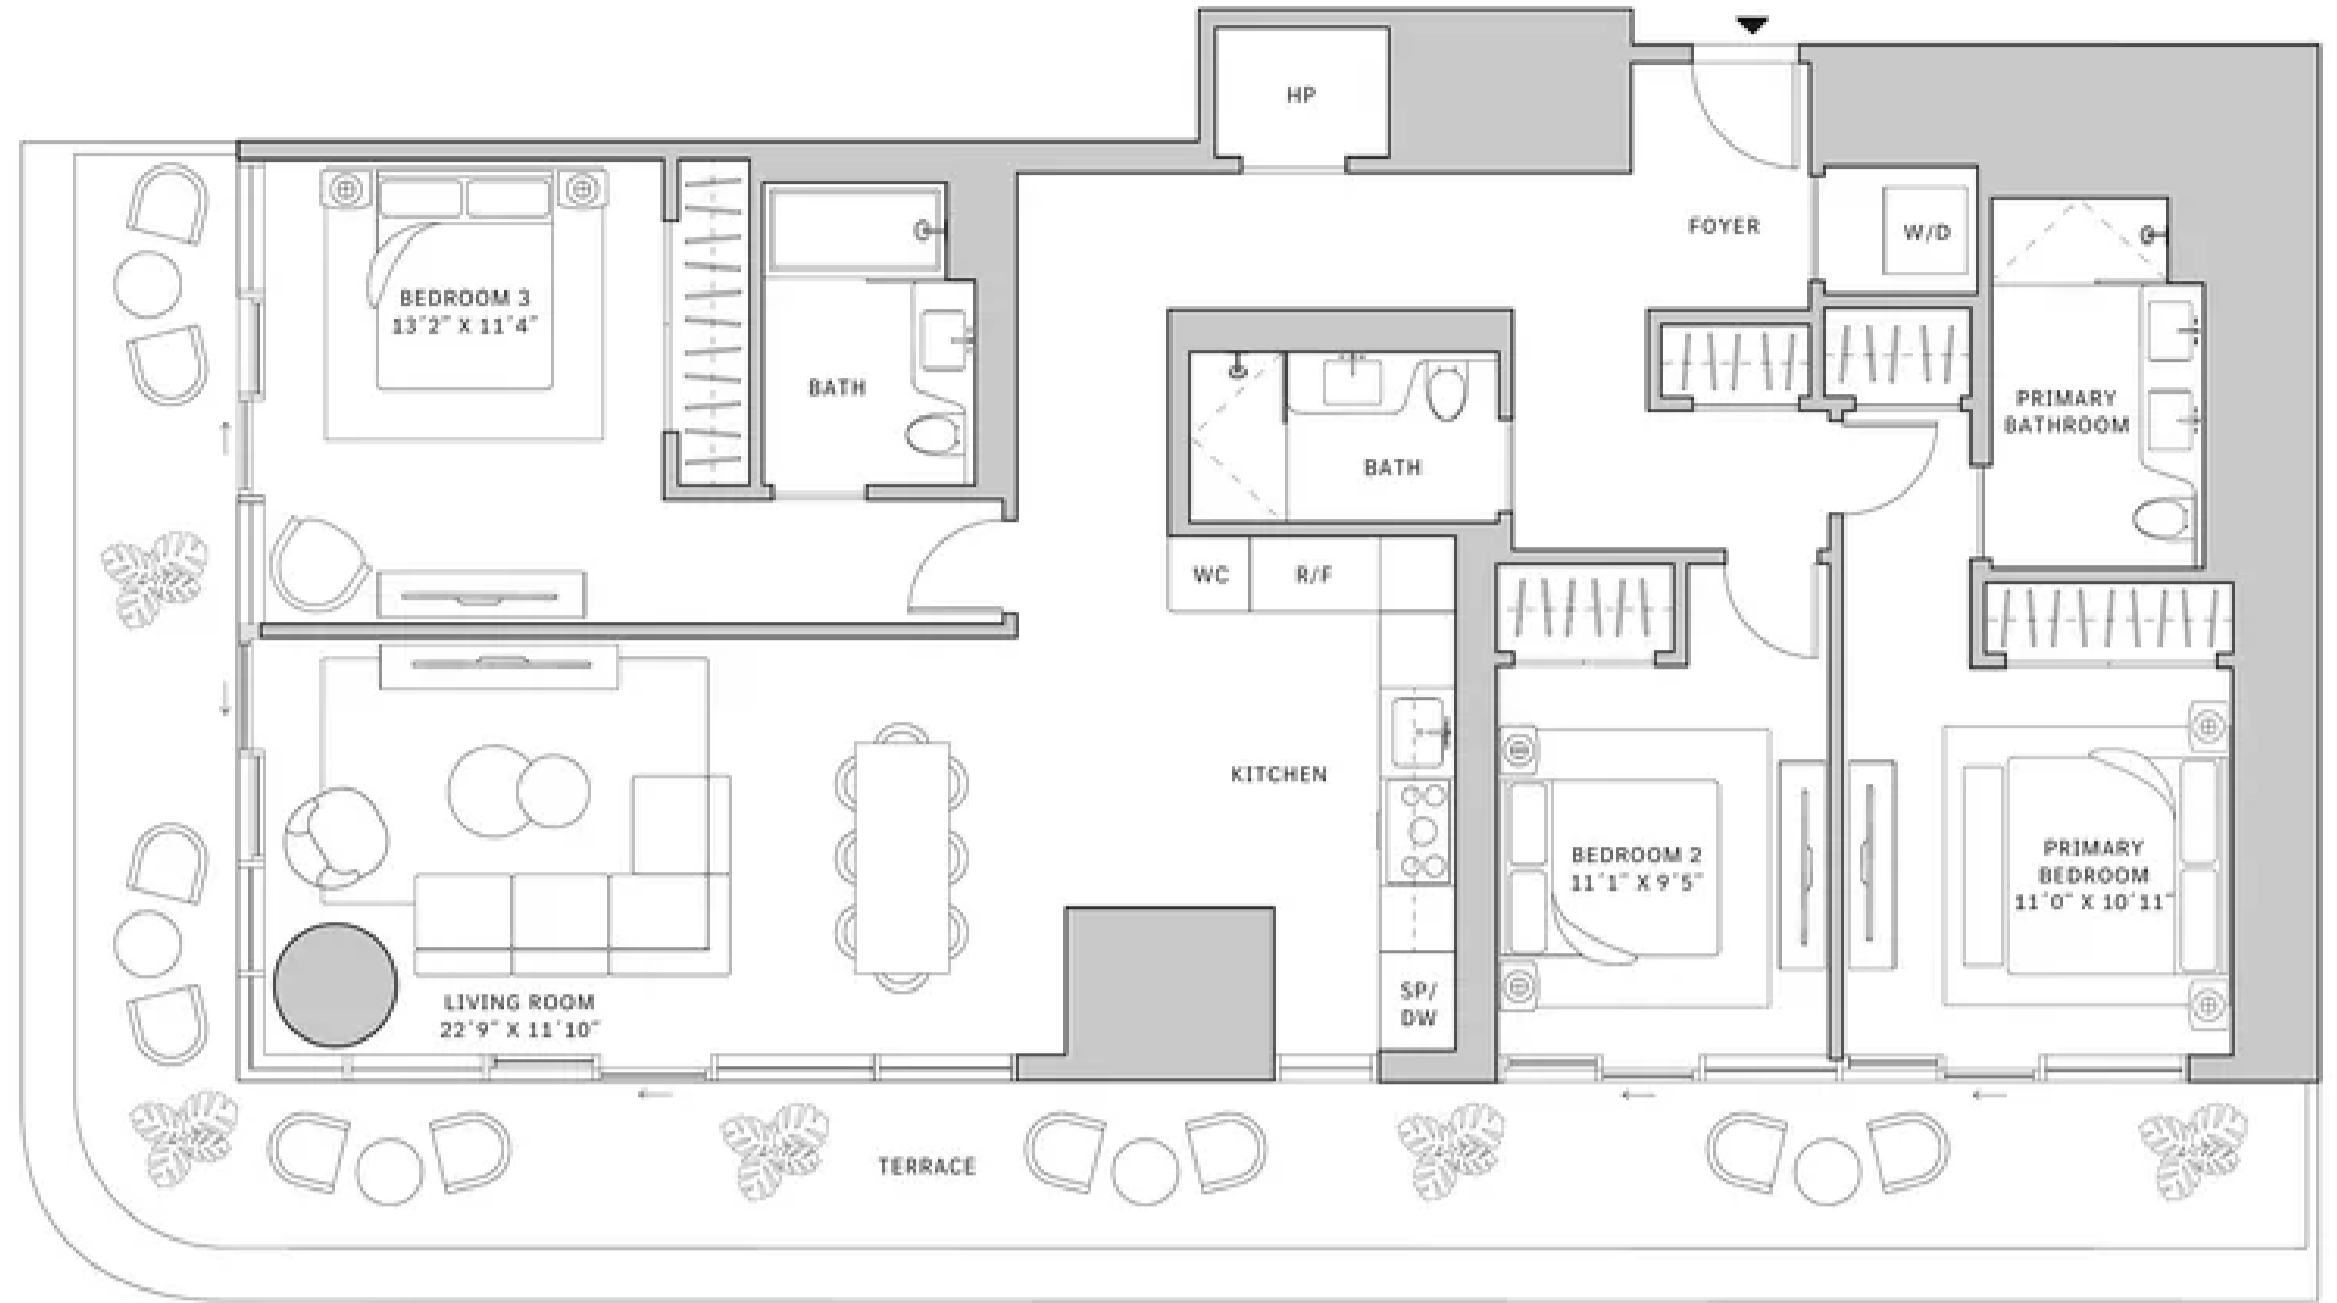 HP
FOYER
W/D
BEDROOM 3
13´2˝ X 11´4˝
BATH
PRIMARY
BATHROOM
BATH
WC
R/F
KITCHEN
BEDROOM 2
11´1˝ X 9´5˝
PRIMARY
BEDROOM
11´0˝ X 10´11˝
LIVING ROOM
22´9˝ X 11´10˝
SP/
DW
TERRACE